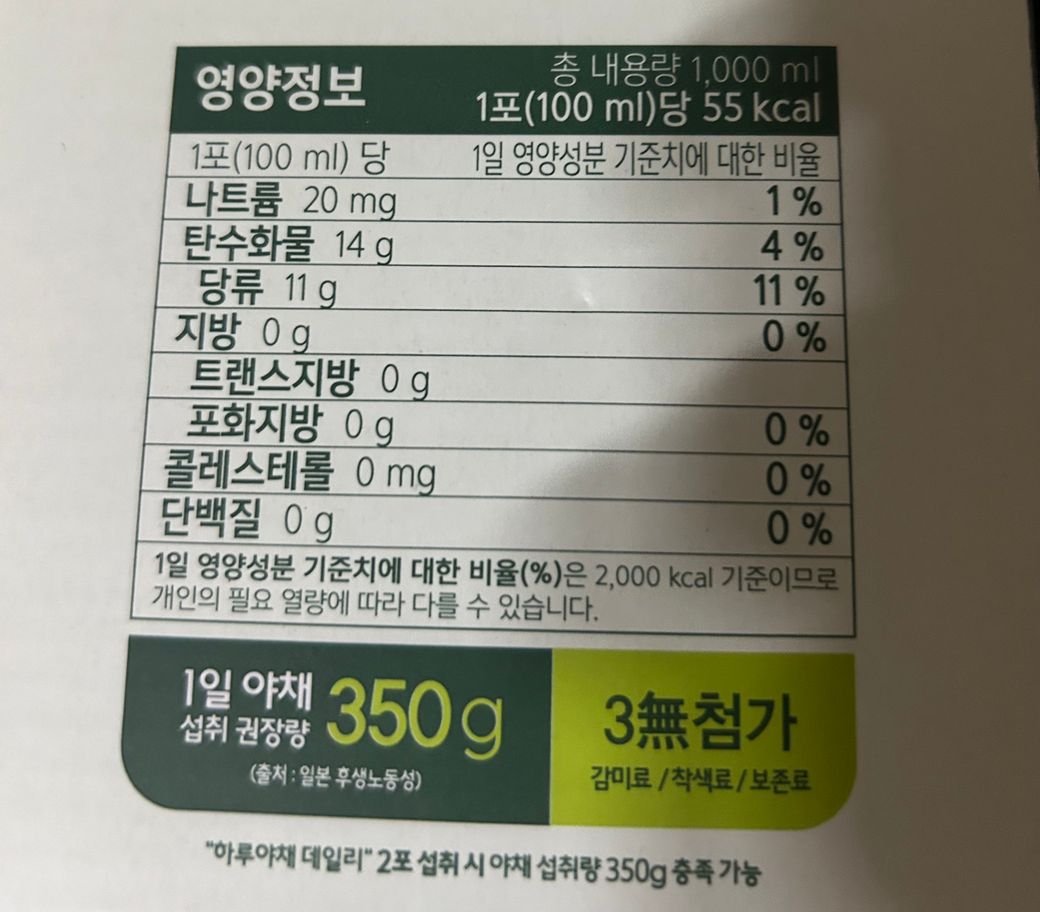 영양정보
총 내용량 1,000 ml
1포(100 ml)당 55 kcal
1포(100 ml) 당 1일 영양성분 기준치에 대한 비율
나트륨 20 mg 1 %
탄수화물 14 g 4 %
당류 11 g 11 %
지방 0 g 0 %
트랜스지방 0 g
포화지방 0 g 0 %
콜레스테롤 0 mg 0 %
단백질 0 g 0 %
1일 영양성분 기준치에 대한 비율(%)은 2,000 kcal 기준이므로
개인의 필요 열량에 따라 다를 수 있습니다.
1일 야채
섭취 권장량
350 g
(출처 : 일본 후생노동성)
3無첨가
감미료 / 착색료 / 보존료
"하루야채 데일리" 2포 섭취 시 야채 섭취량 350g 충족 가능